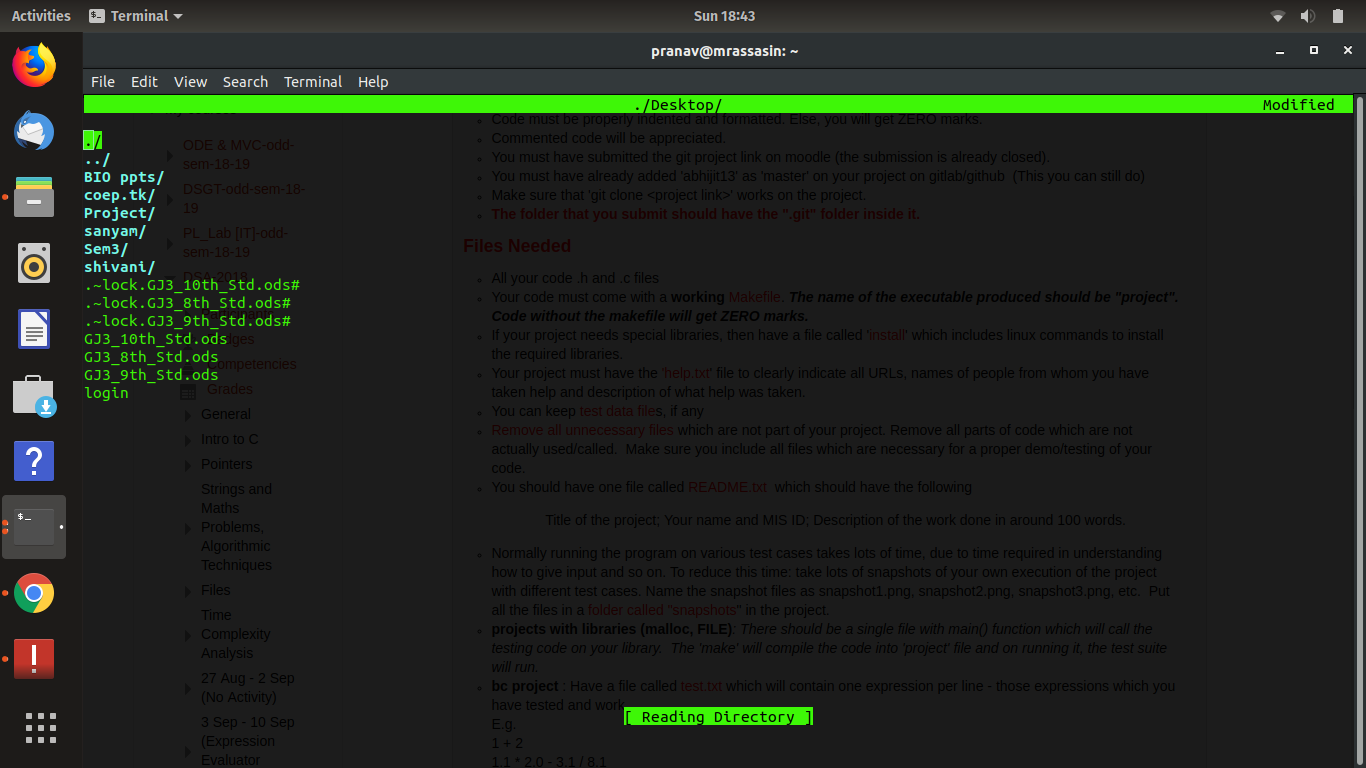 Activities
Terminal
Sun 18:43
pranav@mrassasin: ~
File Edit View Search Terminal Help
./Desktop/ Modified
./
../
BIO ppts/
coep.tk/
Project/
sanyam/
Sem3/
shivani/
.~lock.GJ3_10th_Std.ods#
.~lock.GJ3_8th_Std.ods#
.~lock.GJ3_9th_Std.ods#
GJ3_10th_Std.ods
GJ3_8th_Std.ods
GJ3_9th_Std.ods
login
ODE & MVC-odd-
sem-18-19
DSGT-odd-sem-18-
19
PL_Lab [IT]-odd-
sem-18-19
DSA-2018
Competencies
Grades
General
Intro to C
Pointers
Strings and
Maths
Problems,
Algorithmic
Techniques
Files
Time
Complexity
Analysis
27 Aug - 2 Sep
(No Activity)
3 Sep - 10 Sep
(Expression
Evaluator
Code must be properly indented and formatted. Else, you will get ZERO marks.
Commented code will be appreciated.
You must have submitted the git project link on moodle (the submission is already closed).
You must have already added 'abhijit13' as 'master' on your project on gitlab/github (This you can still do)
Make sure that 'git clone <project link>' works on the project.
The folder that you submit should have the ".git" folder inside it.
Files Needed
All your code .h and .c files
Your code must come with a working Makefile. The name of the executable produced should be "project".
Code without the makefile will get ZERO marks.
If your project needs special libraries, then have a file called 'install' which includes linux commands to install
the required libraries.
Your project must have the 'help.txt' file to clearly indicate all URLs, names of people from whom you have
taken help and description of what help was taken.
You can keep test data files, if any
Remove all unnecessary files which are not part of your project. Remove all parts of code which are not
actually used/called. Make sure you include all files which are necessary for a proper demo/testing of your
code.
You should have one file called README.txt which should have the following
Title of the project; Your name and MIS ID; Description of the work done in around 100 words.
Normally running the program on various test cases takes lots of time, due to time required in understanding
how to give input and so on. To reduce this time: take lots of snapshots of your own execution of the project
with different test cases. Name the snapshot files as snapshot1.png, snapshot2.png, snapshot3.png, etc. Put
all the files in a folder called "snapshots" in the project.
projects with libraries (malloc, FILE): There should be a single file with main() function which will call the
testing code on your library. The 'make' will compile the code into 'project' file and on running it, the test suite
will run.
bc project : Have a file called test.txt which will contain one expression per line - those expressions which you
have tested and work.
[ Reading Directory ]
E.g.
1 + 2
1.1 * 2.0 - 3.1 / 8.1